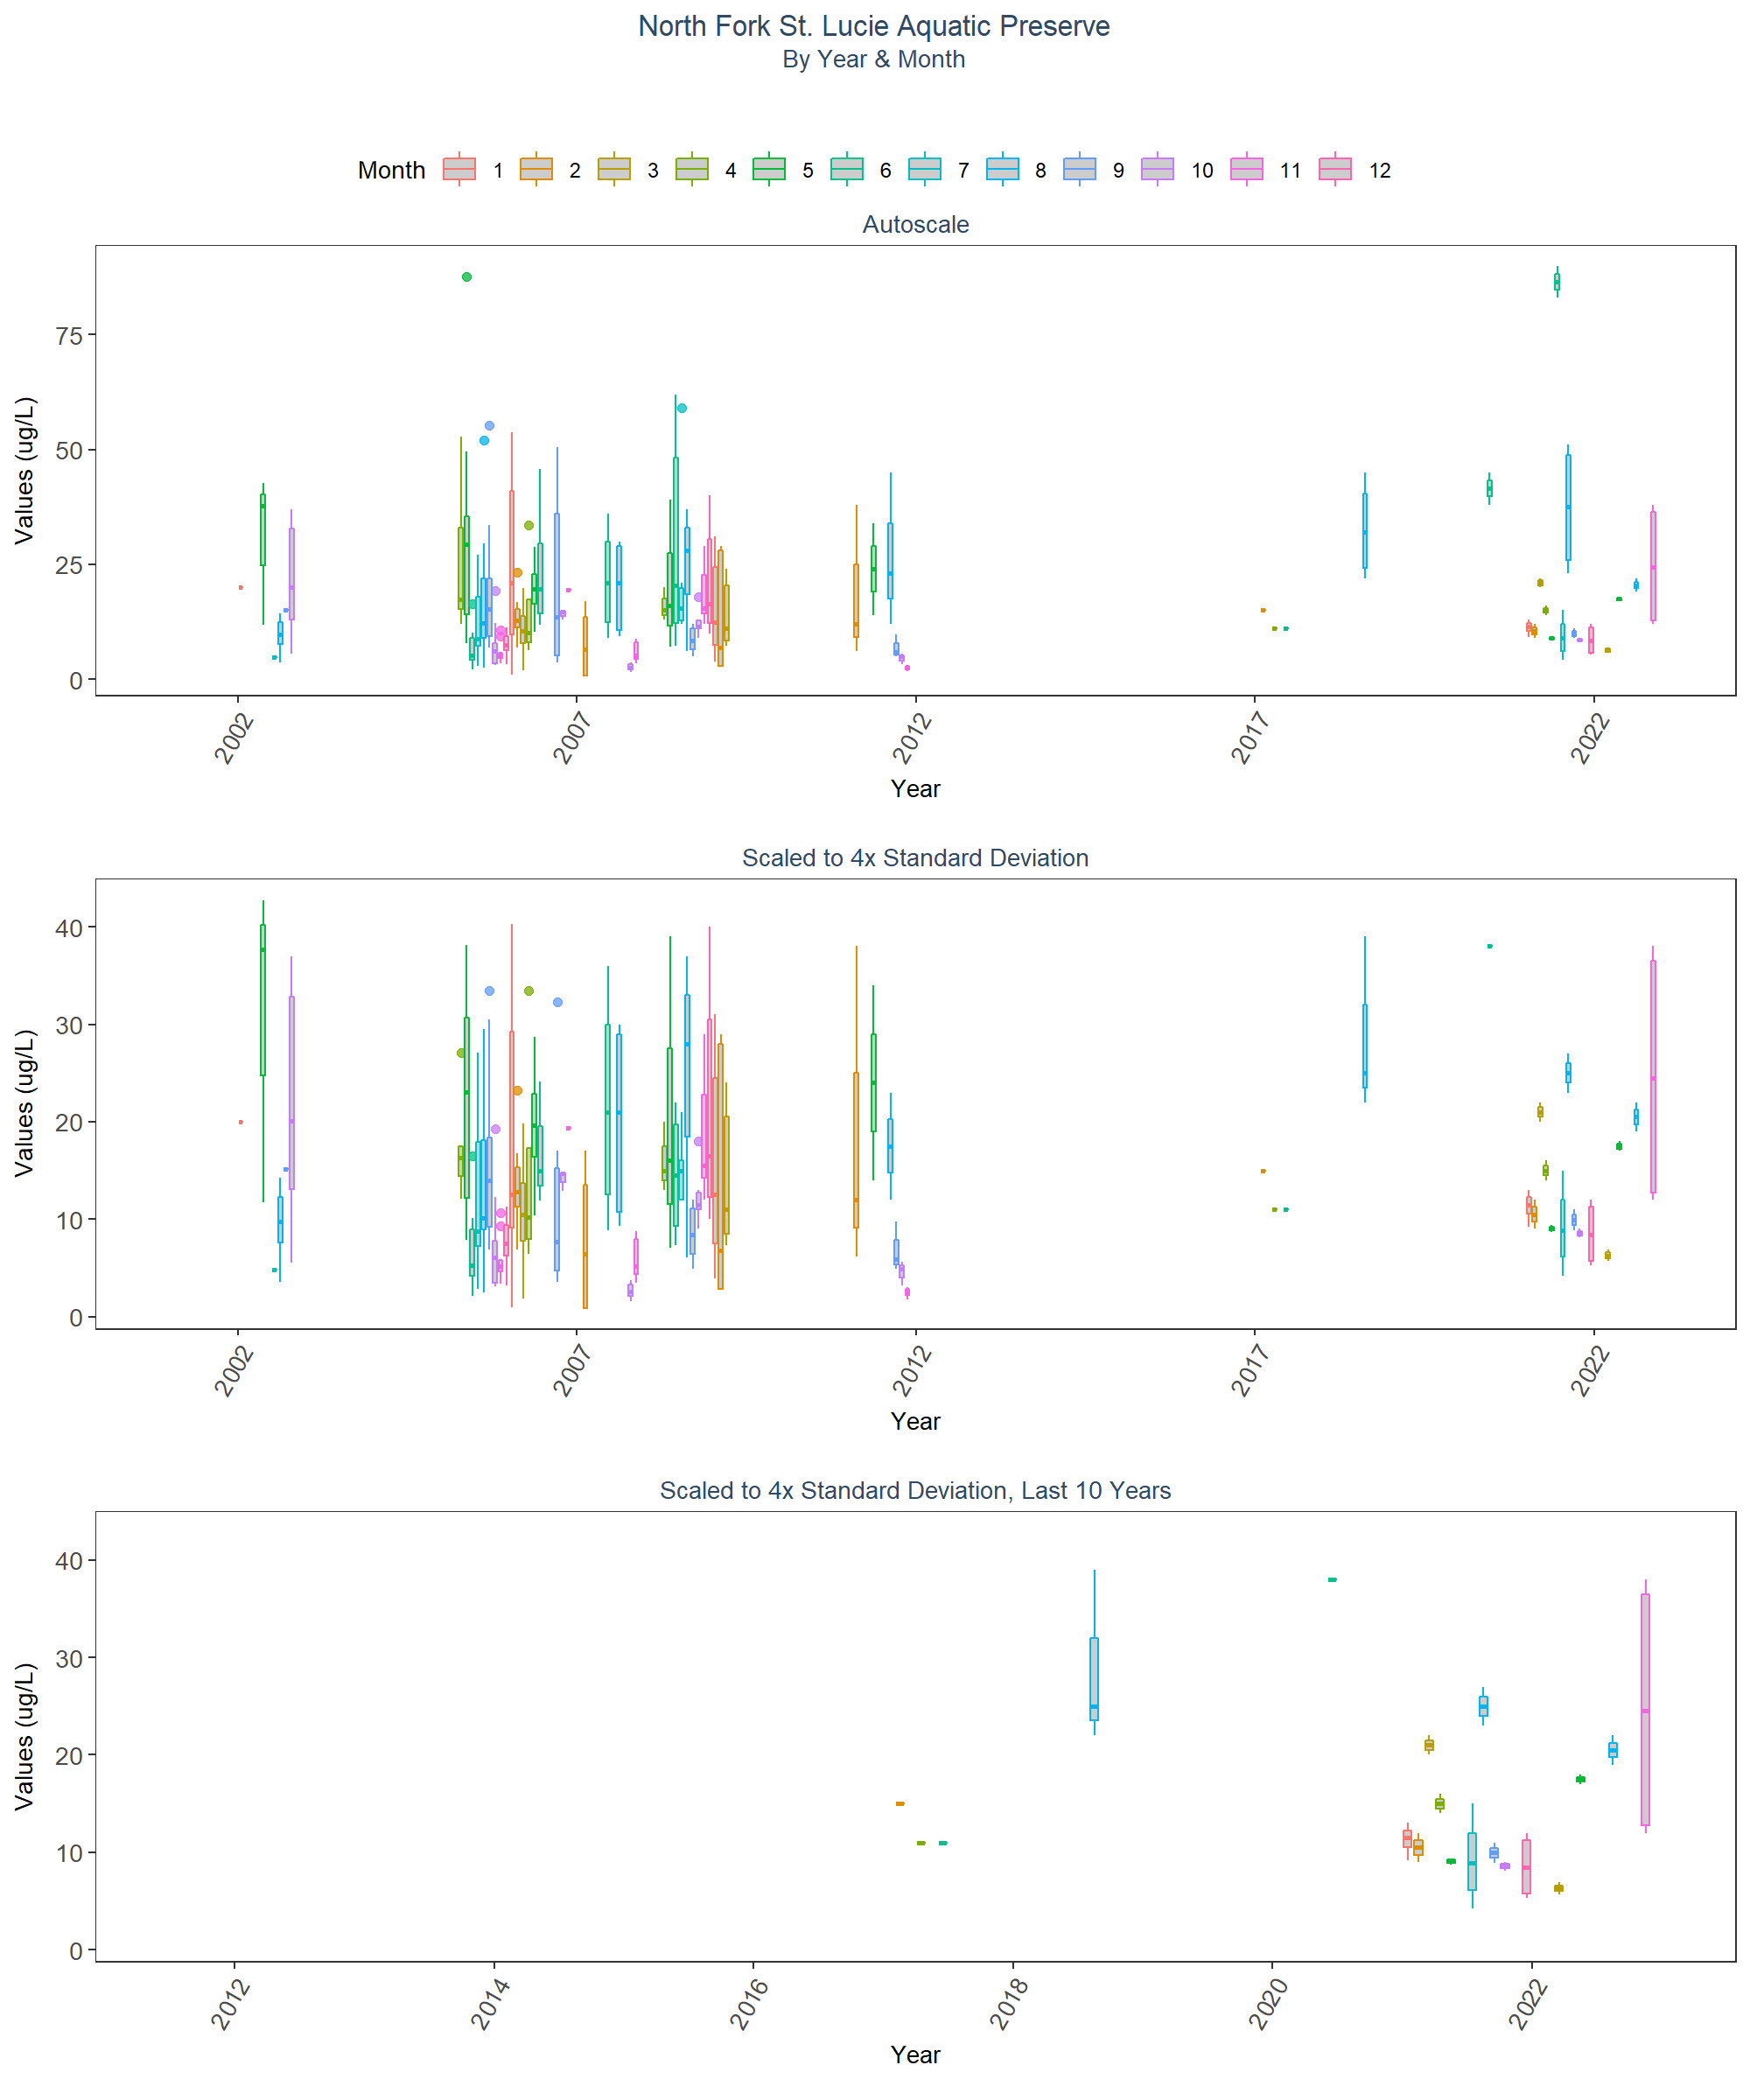 North Fork St. Lucie Aquatic Preserve
By Year & Month
Month 1 2 3 4 5 6 7 8 9 10 11 12
Autoscale
Values (ug/L)
75
50
25
0
2002 2007 2012 2017 2022
Year
Scaled to 4x Standard Deviation
Values (ug/L)
40
30
20
10
0
2002 2007 2012 2017 2022
Year
Scaled to 4x Standard Deviation, Last 10 Years
Values (ug/L)
40
30
20
10
0
2012 2014 2016 2018 2020 2022
Year